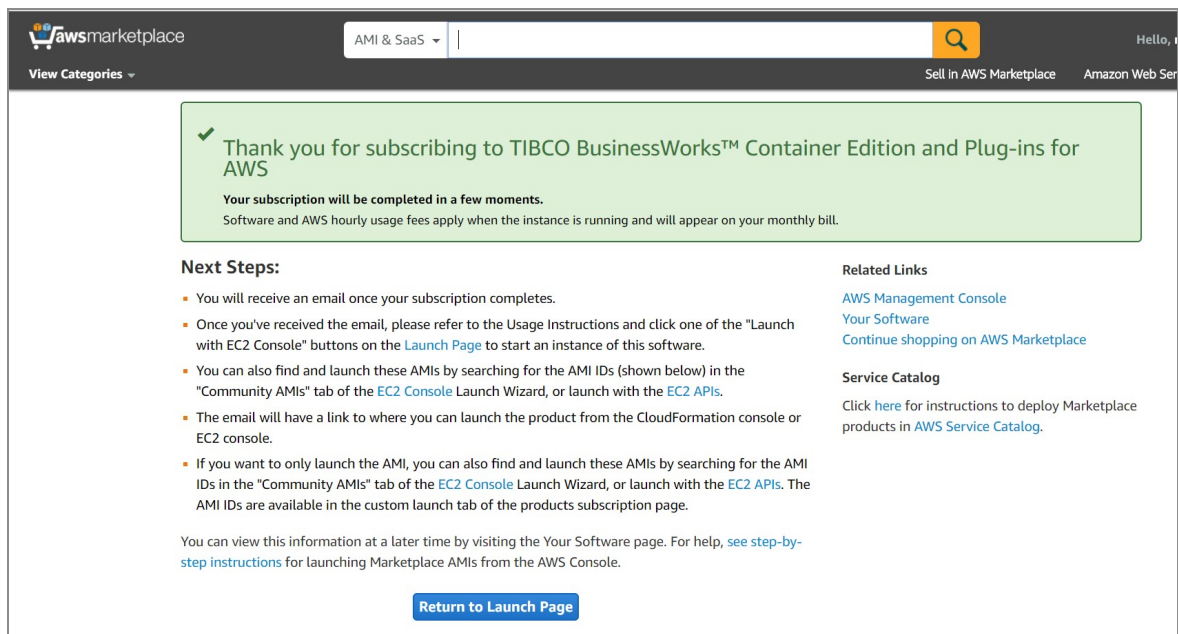 awsmarketplace
AMI & SaaS
Hello,
View Categories
Sell in AWS Marketplace
Amazon Web Ser
Thank you for subscribing to TIBCO BusinessWorks™ Container Edition and Plug-ins for
AWS
Your subscription will be completed in a few moments.
Software and AWS hourly usage fees apply when the instance is running and will appear on your monthly bill.
Next Steps:
You will receive an email once your subscription completes.
Once you've received the email, please refer to the Usage Instructions and click one of the "Launch
with EC2 Console" buttons on the Launch Page to start an instance of this software.
You can also find and launch these AMIs by searching for the AMI IDs (shown below) in the
"Community AMIs" tab of the EC2 Console Launch Wizard, or launch with the EC2 APIs.
The email will have a link to where you can launch the product from the CloudFormation console or
EC2 console.
If you want to only launch the AMI, you can also find and launch these AMIs by searching for the AMI
IDs in the "Community AMIs" tab of the EC2 Console Launch Wizard, or launch with the EC2 APIs. The
AMI IDs are available in the custom launch tab of the products subscription page.
You can view this information at a later time by visiting the Your Software page. For help, see step-by-
step instructions for launching Marketplace AMIs from the AWS Console.
Return to Launch Page
Related Links
AWS Management Console
Your Software
Continue shopping on AWS Marketplace
Service Catalog
Click here for instructions to deploy Marketplace
products in AWS Service Catalog.